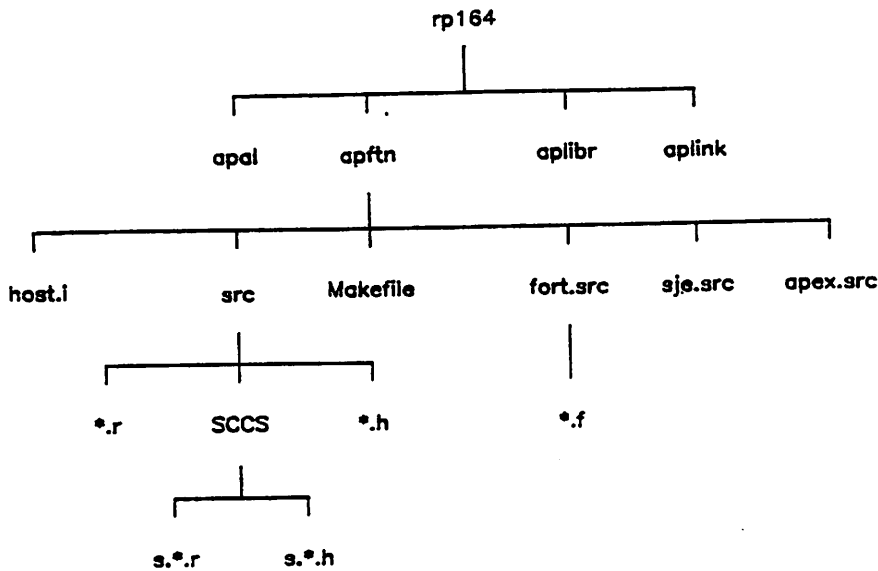 rp164
apal apftn aplibr aplink
host.i src Makefile fort.src sje.src apex.src
*.r SCCS *.h *.f
s.*.r s.*.h